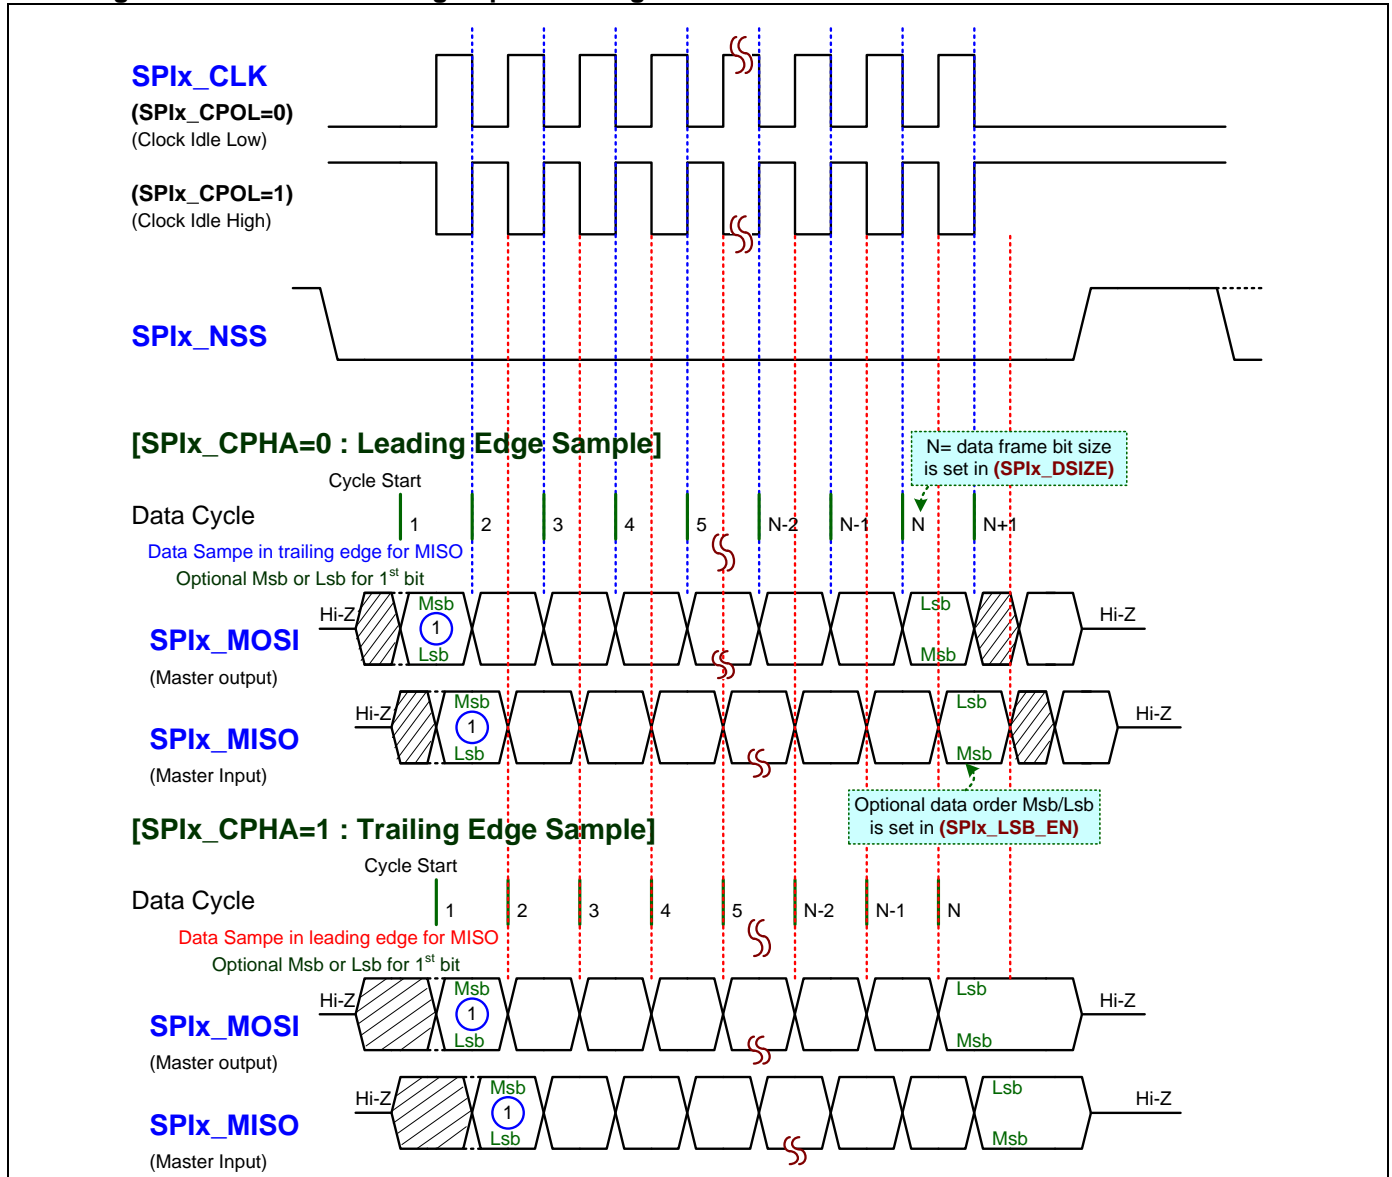 SPIx_CLK
(SPIx_CPOL=0)
(Clock Idle Low)
(SPIx_CPOL=1)
(Clock Idle High)
SPIx_NSS
[SPIx_CPHA=0 : Leading Edge Sample]
N= data frame bit size
is set in (SPIx_DSIZE)
Cycle Start
Data Cycle
1 2 3 4 5 N-2 N-1 N N+1
Data Sampe in trailing edge for MISO
Optional Msb or Lsb for 1st bit
Hi-Z Msb Lsb Hi-Z
1
SPIx_MOSI
Lsb Msb
(Master output)
Hi-Z Msb Lsb Hi-Z
1
SPIx_MISO
Lsb Msb
(Master Input)
Optional data order Msb/Lsb
is set in (SPIx_LSB_EN)
[SPIx_CPHA=1 : Trailing Edge Sample]
Cycle Start
Data Cycle
1 2 3 4 5 N-2 N-1 N
Data Sampe in leading edge for MISO
Optional Msb or Lsb for 1st bit
Hi-Z Msb Lsb Hi-Z
1
SPIx_MOSI
Lsb Msb
(Master output)
Hi-Z Msb Lsb Hi-Z
1
SPIx_MISO
Lsb Msb
(Master Input)